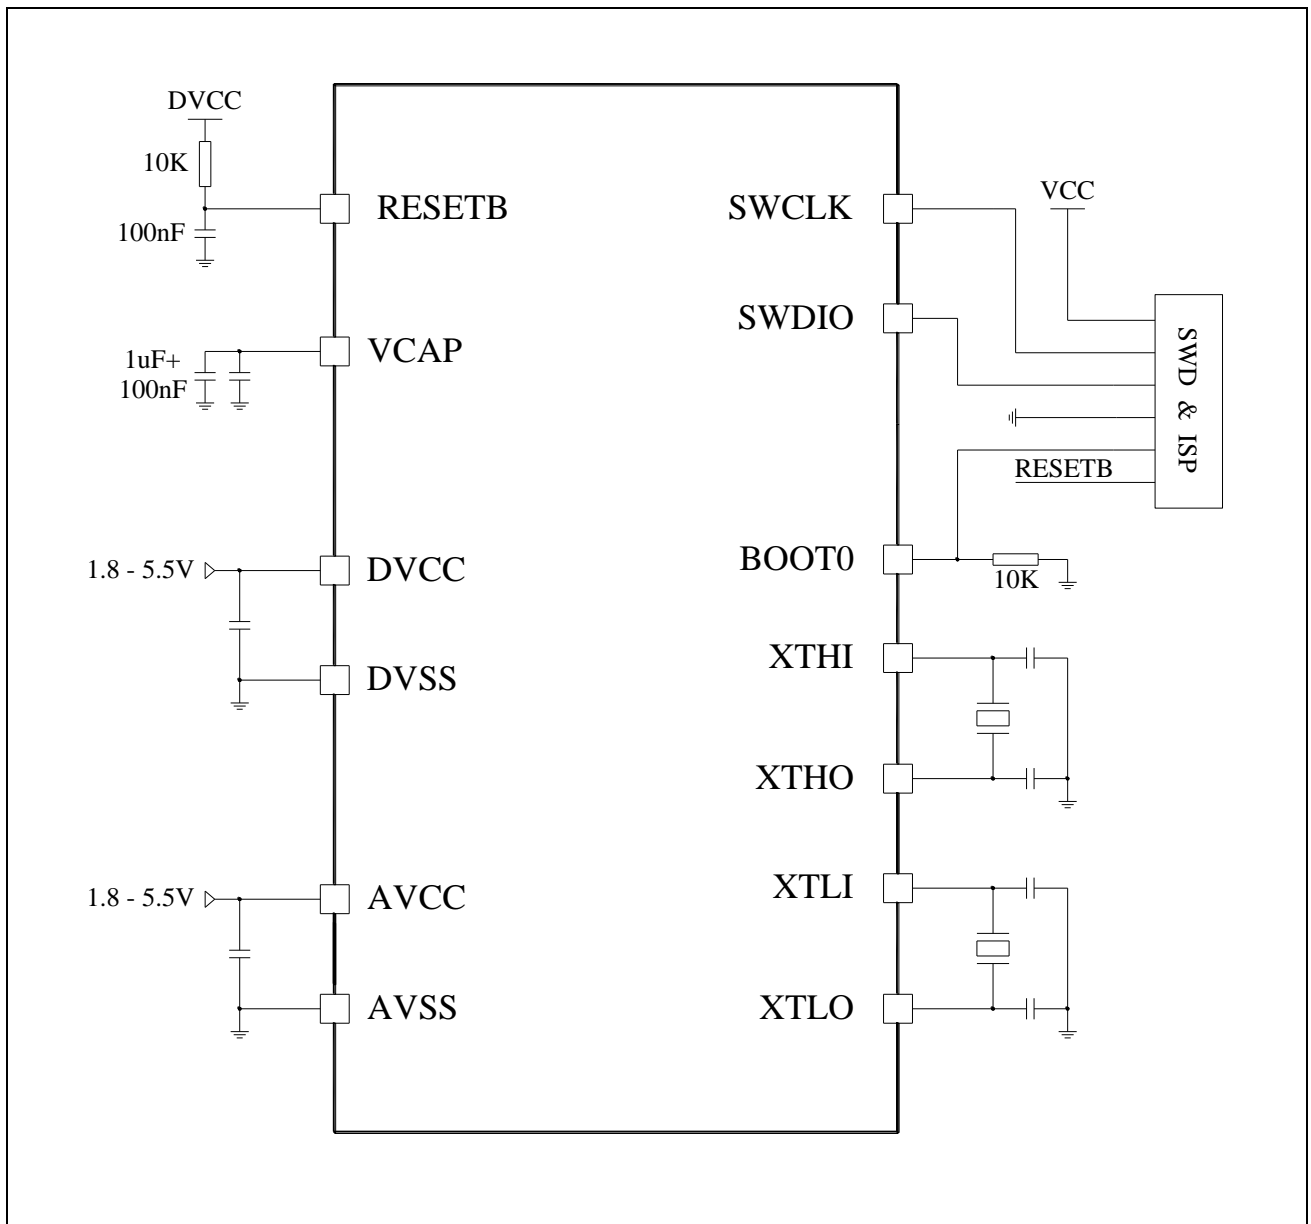 DVCC
10K
RESETB
100nF
VCAP
1uF+
100nF
1.8 - 5.5V
DVCC
DVSS
1.8 - 5.5V
AVCC
AVSS
SWCLK
SWDIO
BOOT0
10K
XTHI
XTHO
XTLI
XTLO
VCC
SWD & ISP
RESETB